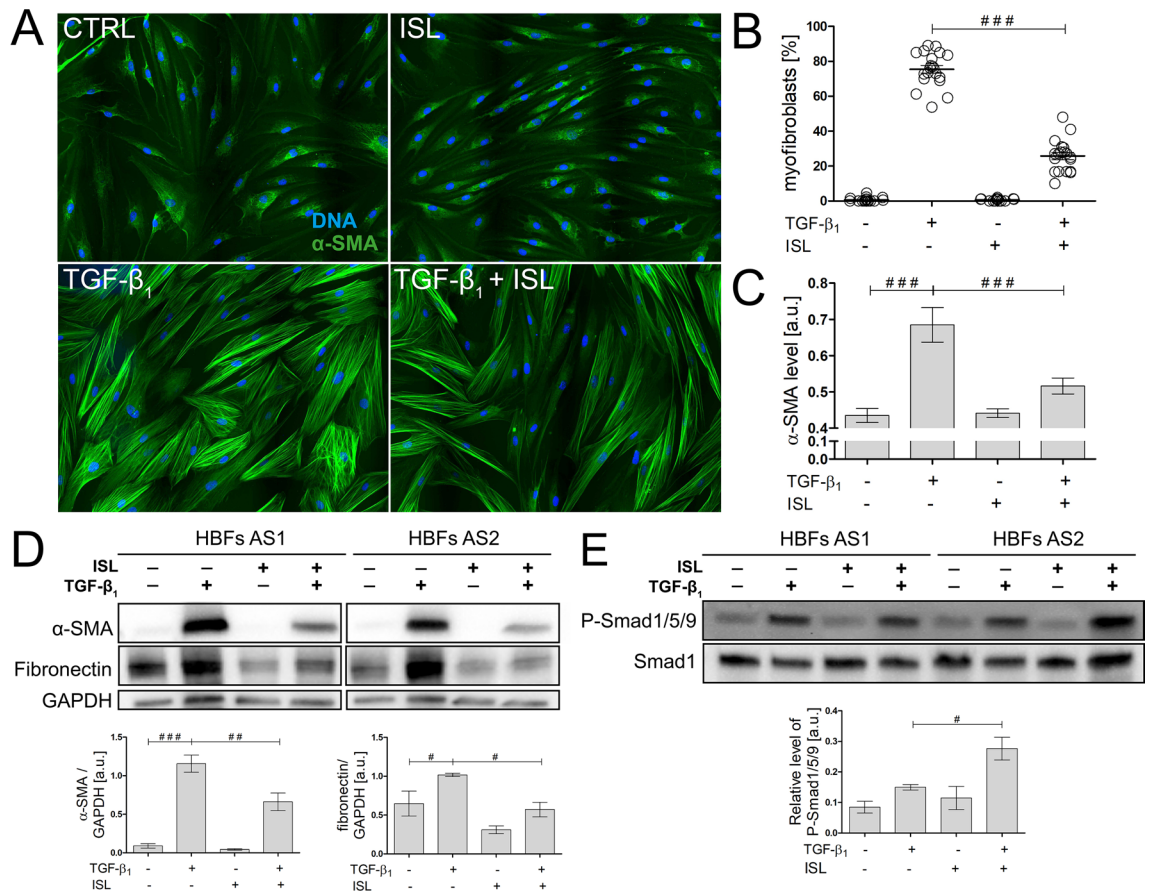 A
CTRL
ISL
DNA
α-SMA
TGF-β1
TGF-β1 + ISL
B
# # #
myofibroblasts [%]
80
60
40
20
0
TGF-β1 - + - +
ISL - - + +
C
# # # # # #
α-SMA level [a.u.]
0.8
0.7
0.6
0.5
0.4
0.1
0.0
TGF-β1 - + - +
ISL - - + +
D
HBFs AS1 HBFs AS2
ISL – – + + – – + +
TGF-β1 – + – + – + – +
α-SMA
Fibronectin
GAPDH
α-SMA /
GAPDH [a.u.]
1.5
1.0
0.5
0.0
# # # # #
TGF-β1 - + - +
ISL - - + +
fibronectin/
GAPDH [a.u.]
1.5
1.0
0.5
0.0
# #
TGF-β1 - + - +
ISL - - + +
E
HBFs AS1 HBFs AS2
ISL – – + + – – + +
TGF-β1 – + – + – + – +
P-Smad1/5/9
Smad1
Relative level of
P-Smad1/5/9 [a.u.]
0.4
0.3
0.2
0.1
0.0
#
TGF-β1 - + - +
ISL - - + +